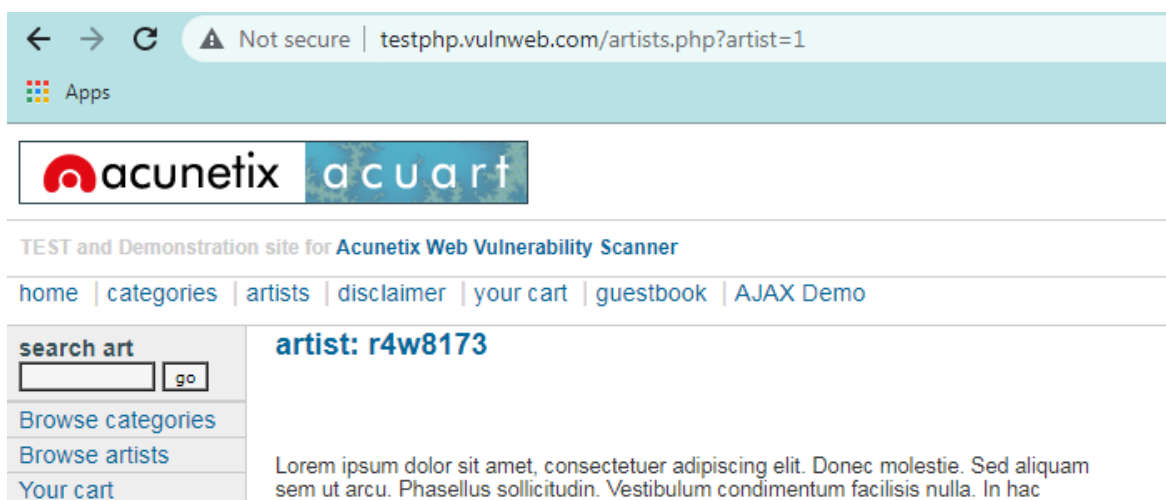 Not secure | testphp.vulnweb.com/artists.php?artist=1
Apps
acunetix acuart
TEST and Demonstration site for Acunetix Web Vulnerability Scanner
home | categories | artists | disclaimer | your cart | guestbook | AJAX Demo
search art
go
Browse categories
Browse artists
Your cart
artist: r4w8173
Lorem ipsum dolor sit amet, consectetuer adipiscing elit. Donec molestie. Sed aliquam
sem ut arcu. Phasellus sollicitudin. Vestibulum condimentum facilisis nulla. In hac